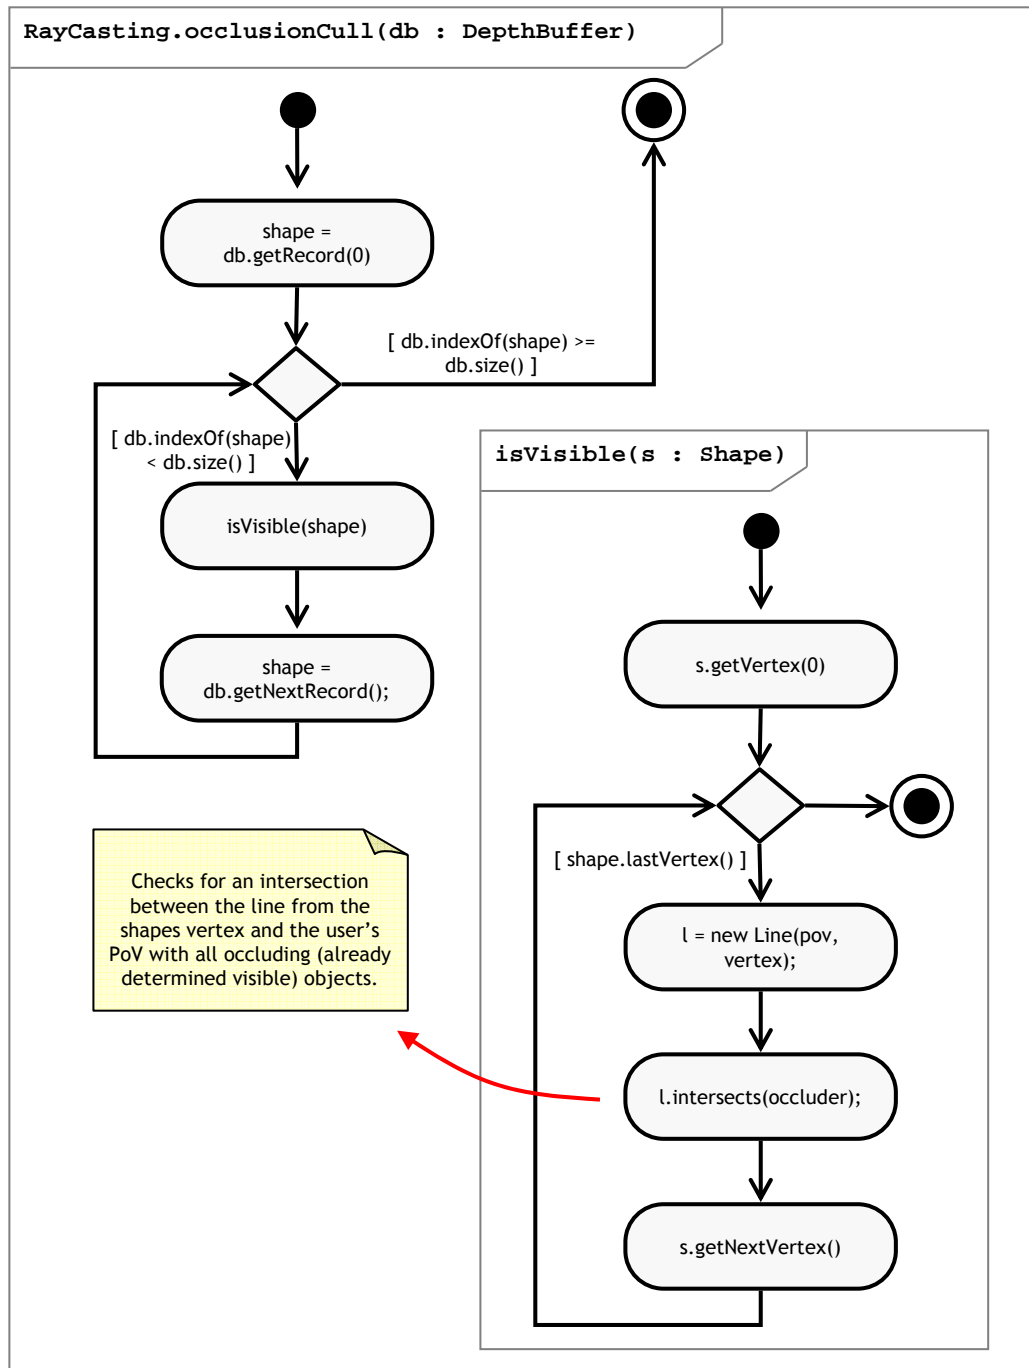 RayCasting.occlusionCull(db : DepthBuffer)
shape =
db.getRecord(0)
[ db.indexOf(shape) >=
db.size() ]
[ db.indexOf(shape)
< db.size() ]
isVisible(shape)
shape =
db.getNextRecord();
isVisible(s : Shape)
s.getVertex(0)
[ shape.lastVertex() ]
l = new Line(pov,
vertex);
l.intersects(occluder);
s.getNextVertex()
Checks for an intersection
between the line from the
shapes vertex and the user’s
PoV with all occluding (already
determined visible) objects.